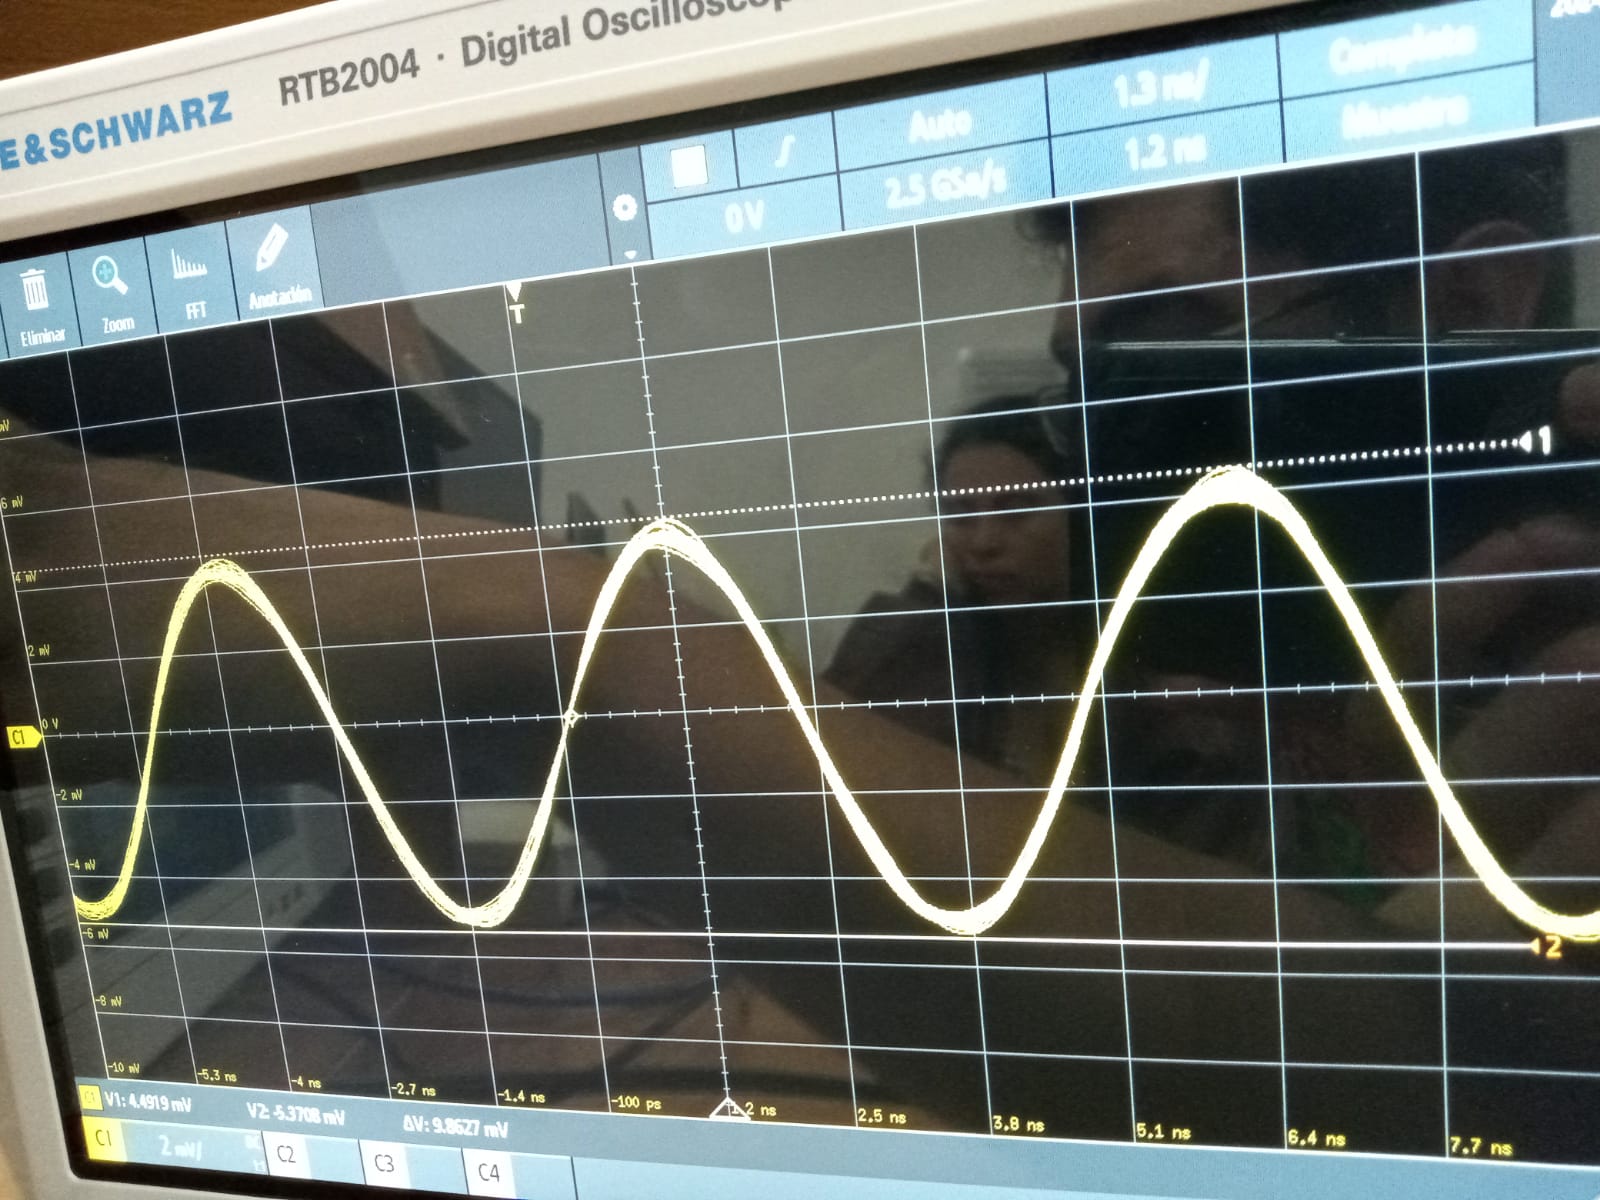 E&SCHWARZ RTB2004 · Digital Oscilloscop
Auto 1.3 ns/ Complete
0 V 2.5 GSa/s 1.2 ns Muestra
Eliminar Zoom FFT Anotación
T
6 mV
4 mV
2 mV
0 V
C1
-2 mV
-4 mV
-6 mV
-8 mV
-10 mV
1
2
-5.3 ns -4 ns -2.7 ns -1.4 ns -100 ps 1.2 ns 2.5 ns 3.8 ns 5.1 ns 6.4 ns 7.7 ns
C1 V1: 4.4919 mV V2: -5.3708 mV ΔV: 9.8627 mV
C1 2 mV/ C2 C3 C4